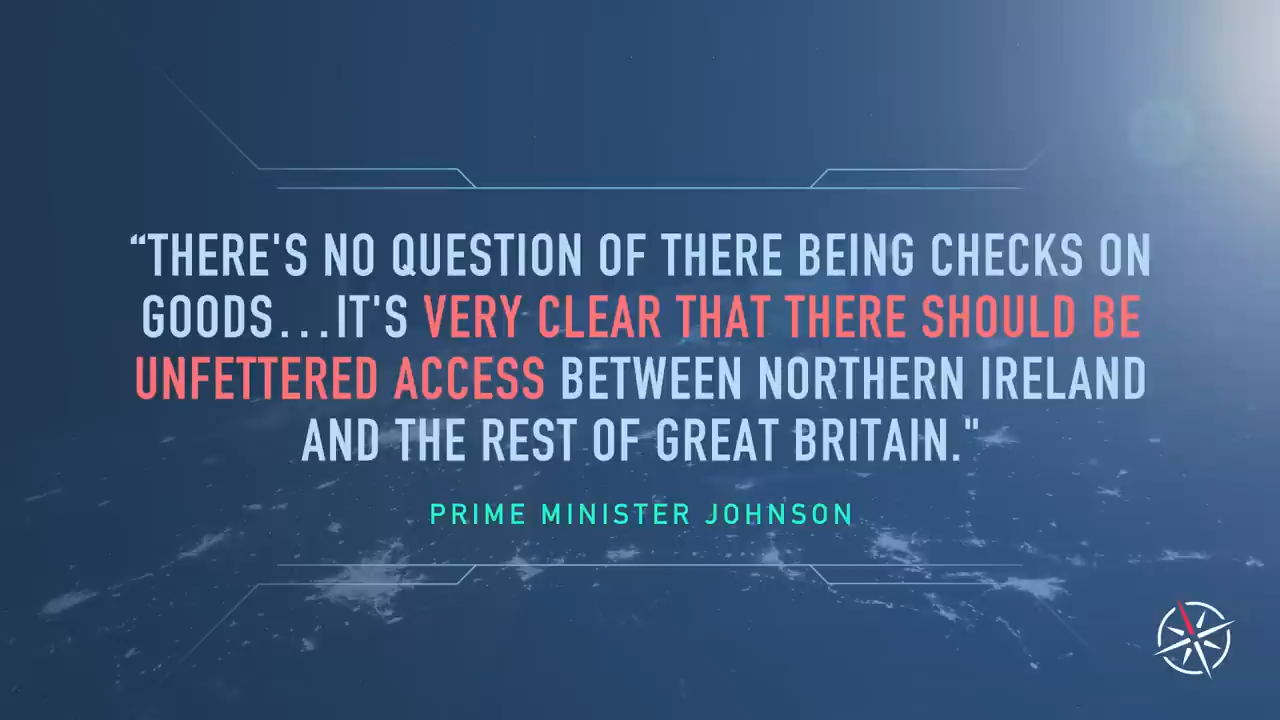 “THERE'S NO QUESTION OF THERE BEING CHECKS ON
GOODS...IT'S VERY CLEAR THAT THERE SHOULD BE
UNFETTERED ACCESS BETWEEN NORTHERN IRELAND
AND THE REST OF GREAT BRITAIN."
PRIME MINISTER JOHNSON